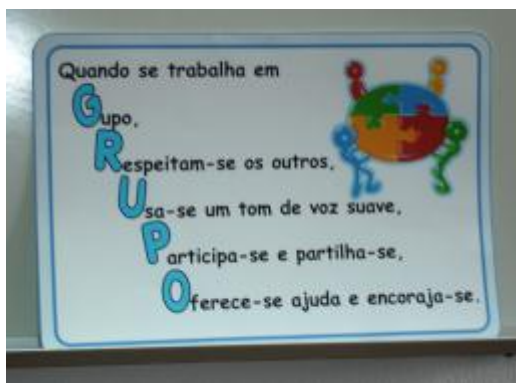 Quando se trabalha em
Gupo,
Respeitam-se os outros,
Usa-se um tom de voz suave,
Participa-se e partilha-se,
Oferece-se ajuda e encoraja-se.